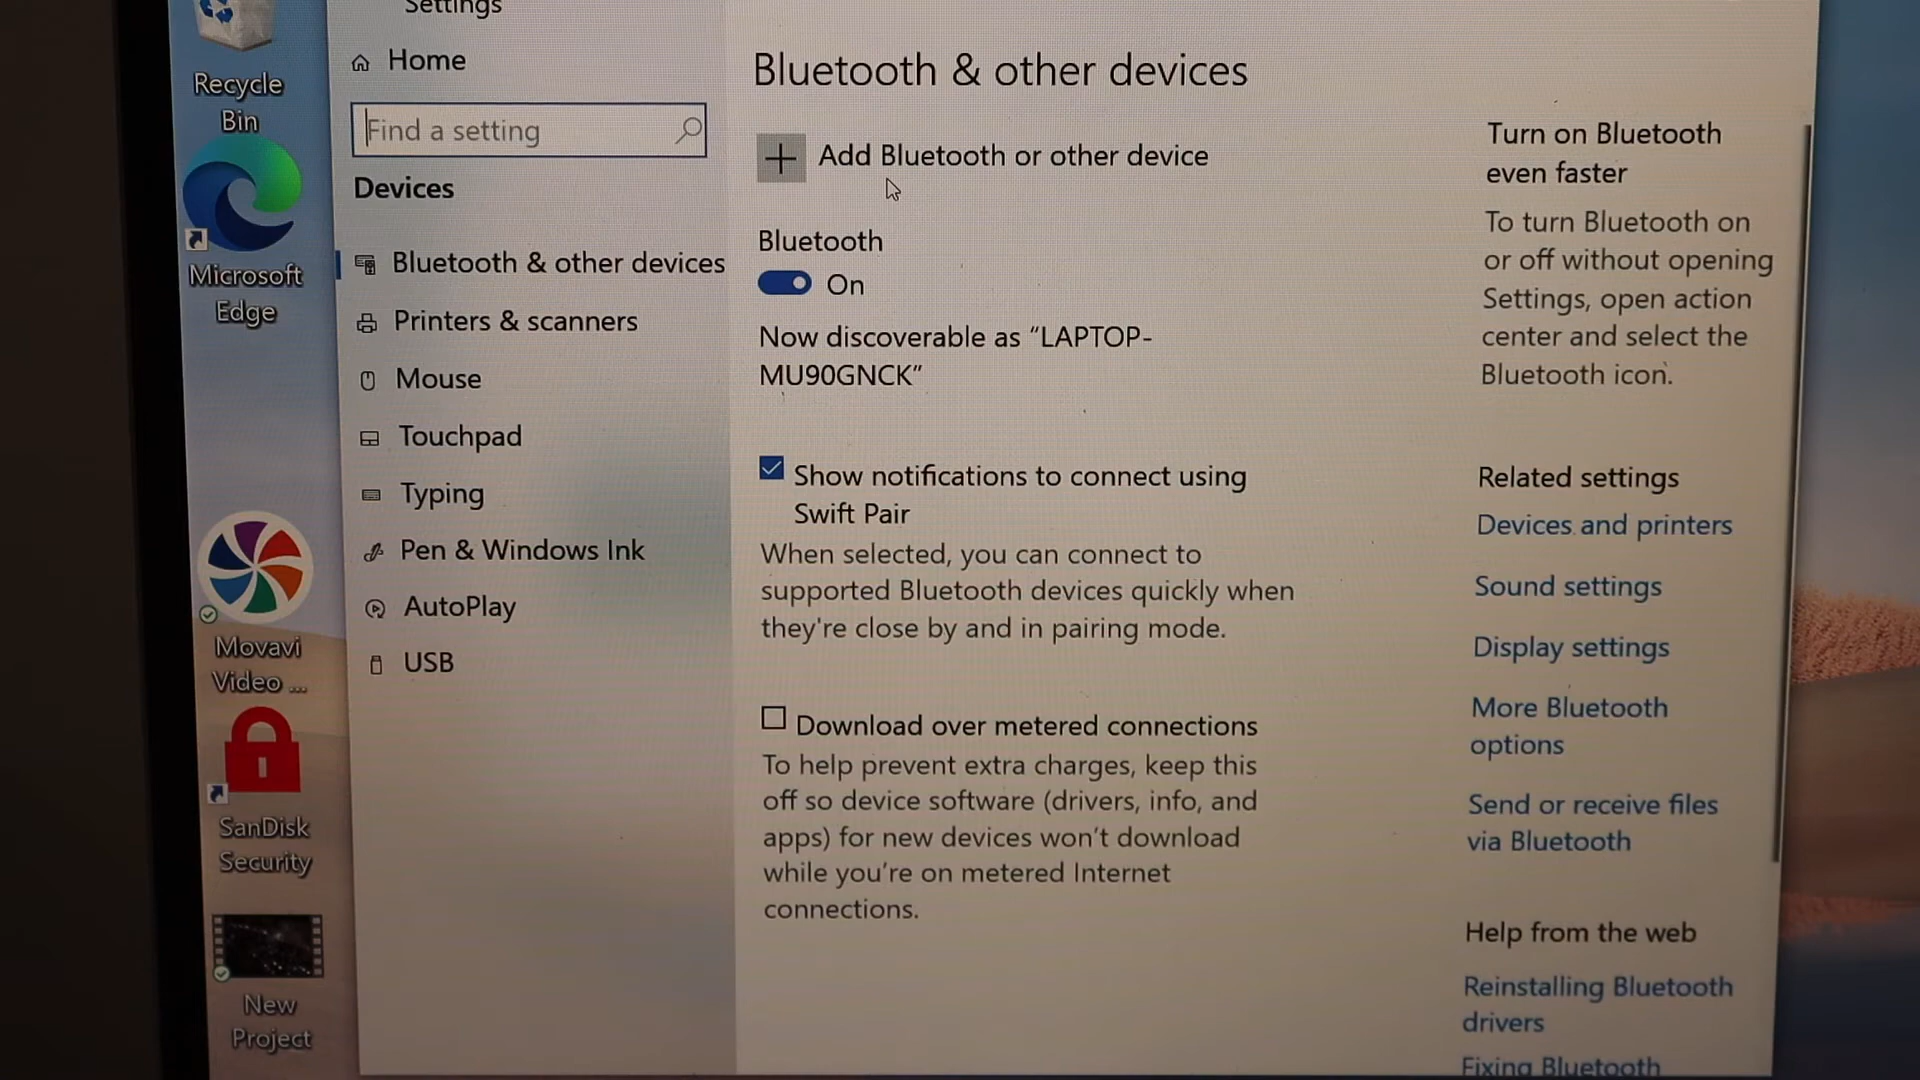 Recycle
Bin
Microsoft
Edge
Movavi
Video ...
SanDisk
Security
New
Project
Settings
Home
Find a setting
Devices
Bluetooth & other devices
Printers & scanners
Mouse
Touchpad
Typing
Pen & Windows Ink
AutoPlay
USB
Bluetooth & other devices
Add Bluetooth or other device
Bluetooth
On
Now discoverable as “LAPTOP-
MU90GNCK”
Show notifications to connect using
Swift Pair
When selected, you can connect to
supported Bluetooth devices quickly when
they're close by and in pairing mode.
Download over metered connections
To help prevent extra charges, keep this
off so device software (drivers, info, and
apps) for new devices won’t download
while you’re on metered Internet
connections.
Turn on Bluetooth
even faster
To turn Bluetooth on
or off without opening
Settings, open action
center and select the
Bluetooth icon.
Related settings
Devices and printers
Sound settings
Display settings
More Bluetooth
options
Send or receive files
via Bluetooth
Help from the web
Reinstalling Bluetooth
drivers
Fixing Bluetooth